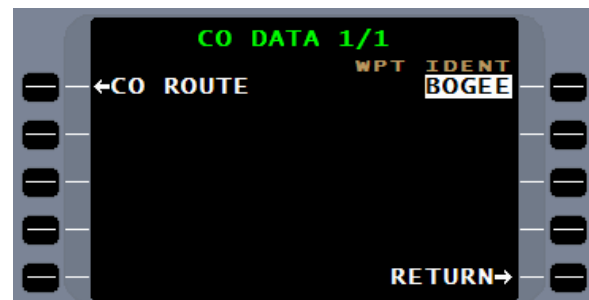 CO DATA 1/1
WPT IDENT
←CO ROUTE BOGEE
RETURN→